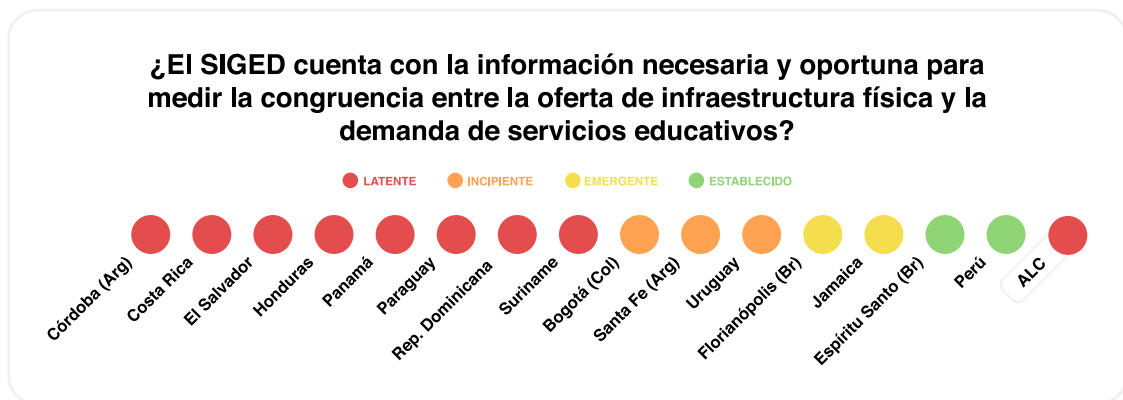 ¿El SIGED cuenta con la información necesaria y oportuna para
medir la congruencia entre la oferta de infraestructura física y la
demanda de servicios educativos?
LATENTE INCIPIENTE EMERGENTE ESTABLECIDO
Córdoba (Arg)
Costa Rica
El Salvador
Honduras
Panamá
Paraguay
Rep. Dominicana
Suriname
Bogotá (Col)
Santa Fe (Arg)
Uruguay
Florianópolis (Br)
Jamaica
Espíritu Santo (Br)
Perú
ALC